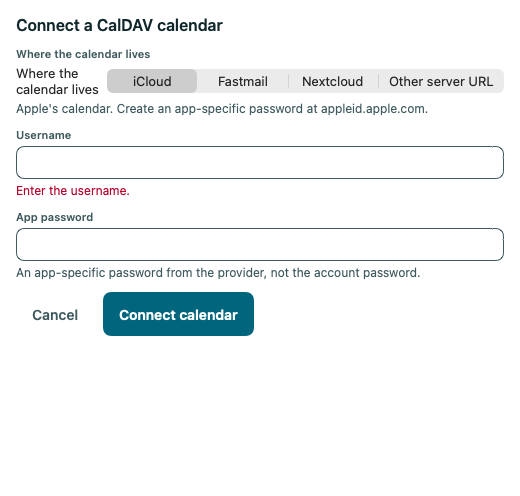 Connect a CalDAV calendar
Where the calendar lives
Where the
calendar lives
iCloud Fastmail Nextcloud Other server URL
Apple's calendar. Create an app-specific password at appleid.apple.com.
Username
Enter the username.
App password
An app-specific password from the provider, not the account password.
Cancel Connect calendar